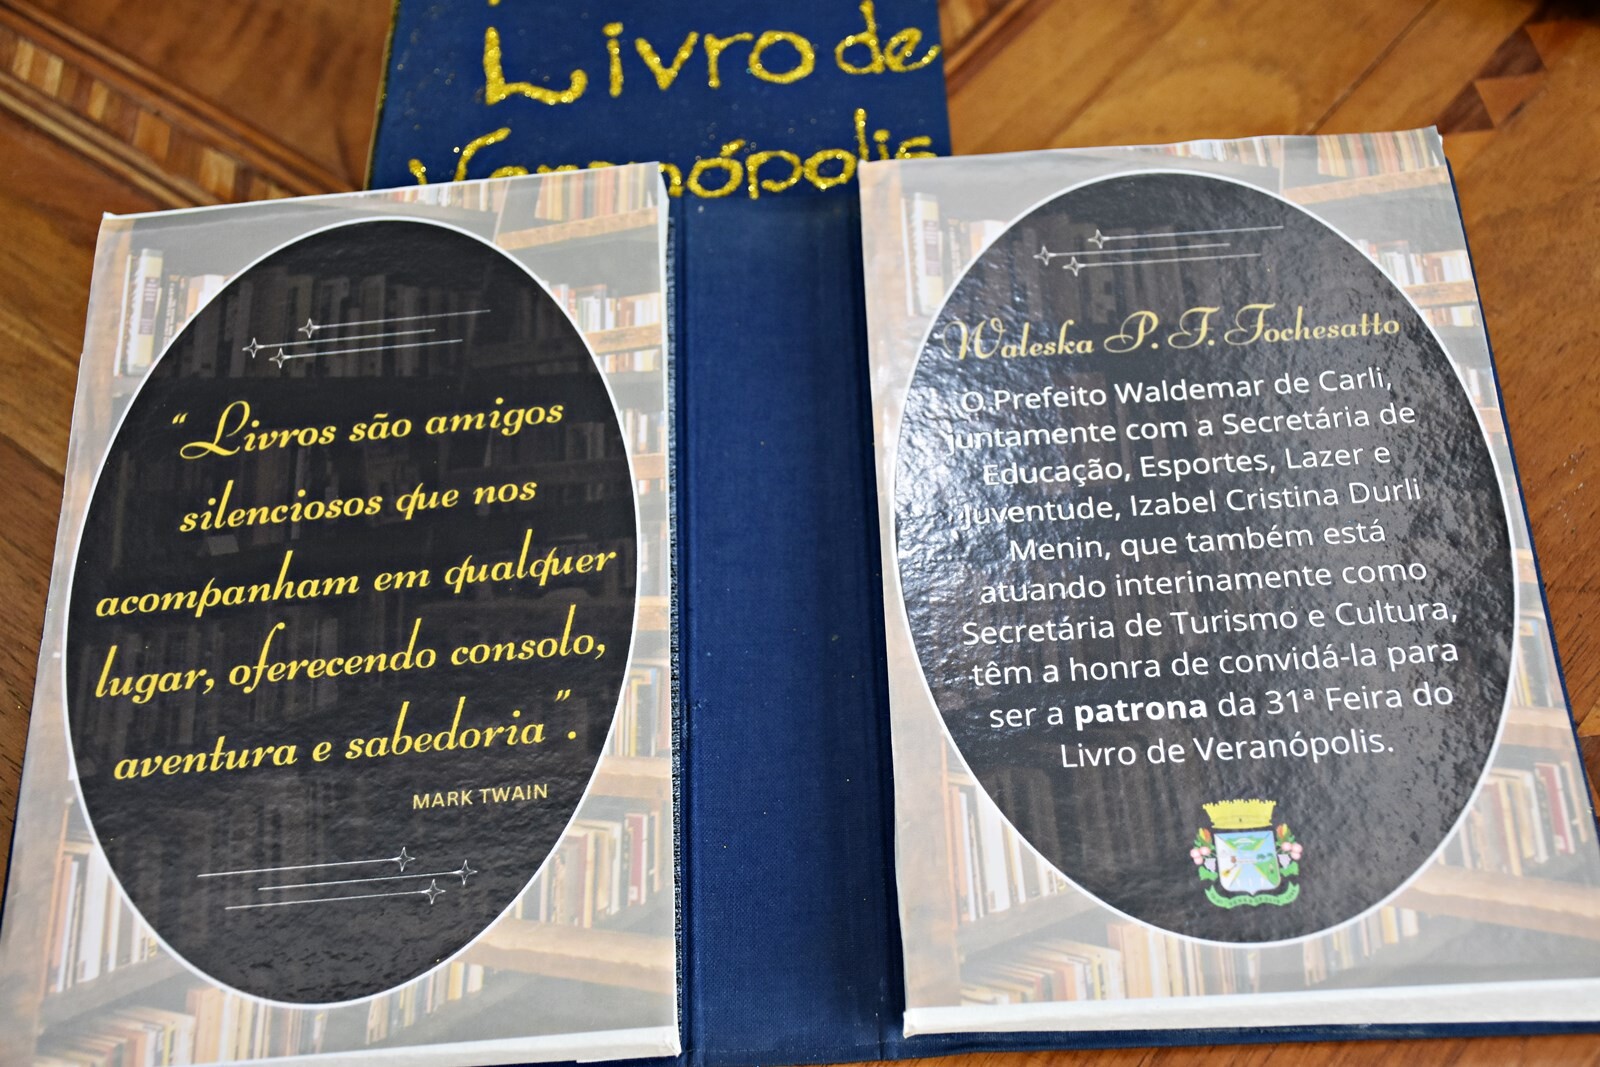 Livro de
Veranópolis
“Livros são amigos
silenciosos que nos
acompanham em qualquer
lugar, oferecendo consolo,
aventura e sabedoria”.
MARK TWAIN
Waleska P. T. Tochesatto
O Prefeito Waldemar de Carli,
juntamente com a Secretária de
Educação, Esportes, Lazer e
Juventude, Izabel Cristina Durli
Menin, que também está
atuando interinamente como
Secretária de Turismo e Cultura,
têm a honra de convidá-la para
ser a patrona da 31ª Feira do
Livro de Veranópolis.